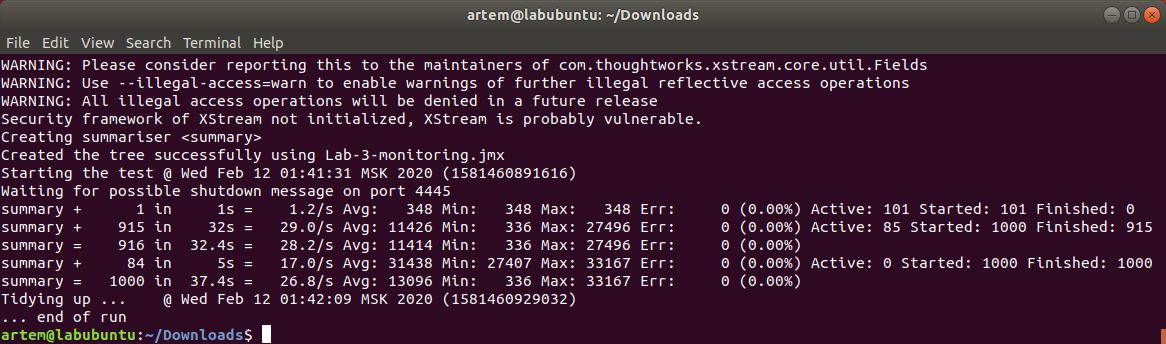 artem@labubuntu: ~/Downloads
File Edit View Search Terminal Help
WARNING: Please consider reporting this to the maintainers of com.thoughtworks.xstream.core.util.Fields
WARNING: Use --illegal-access=warn to enable warnings of further illegal reflective access operations
WARNING: All illegal access operations will be denied in a future release
Security framework of XStream not initialized, XStream is probably vulnerable.
Creating summariser <summary>
Created the tree successfully using Lab-3-monitoring.jmx
Starting the test @ Wed Feb 12 01:41:31 MSK 2020 (1581460891616)
Waiting for possible shutdown message on port 4445
summary +      1 in     1s =    1.2/s Avg:   348 Min:   348 Max:   348 Err:     0 (0.00%) Active: 101 Started: 101 Finished: 0
summary +    915 in    32s =   29.0/s Avg: 11426 Min:   336 Max: 27496 Err:     0 (0.00%) Active: 85 Started: 1000 Finished: 915
summary =    916 in  32.4s =   28.2/s Avg: 11414 Min:   336 Max: 27496 Err:     0 (0.00%)
summary +     84 in     5s =   17.0/s Avg: 31438 Min: 27407 Max: 33167 Err:     0 (0.00%) Active: 0 Started: 1000 Finished: 1000
summary =   1000 in  37.4s =   26.8/s Avg: 13096 Min:   336 Max: 33167 Err:     0 (0.00%)
Tidying up ...    @ Wed Feb 12 01:42:09 MSK 2020 (1581460929032)
... end of run
artem@labubuntu:~/Downloads$